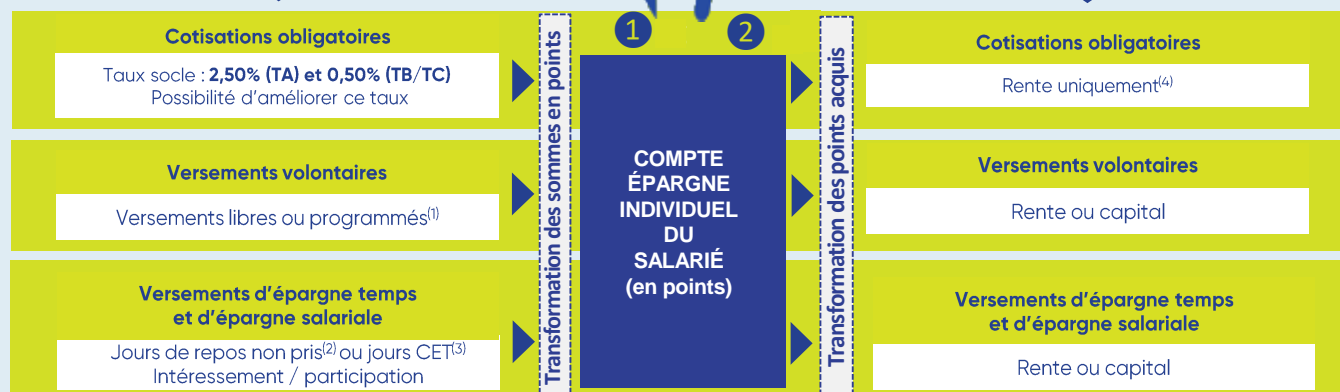 Cotisations obligatoires
Taux socle : 2,50% (TA) et 0,50% (TB/TC)
Possibilité d'améliorer ce taux
Versements volontaires
Versements libres ou programmés(1)
Versements d'épargne temps
et d'épargne salariale
Jours de repos non pris(2) ou jours CET(3)
Intéressement / participation
Transformation des sommes en points
1
2
COMPTE
ÉPARGNE
INDIVIDUEL
DU
SALARIÉ
(en points)
Transformation des points acquis
Cotisations obligatoires
Rente uniquement(4)
Versements volontaires
Rente ou capital
Versements d'épargne temps
et d'épargne salariale
Rente ou capital